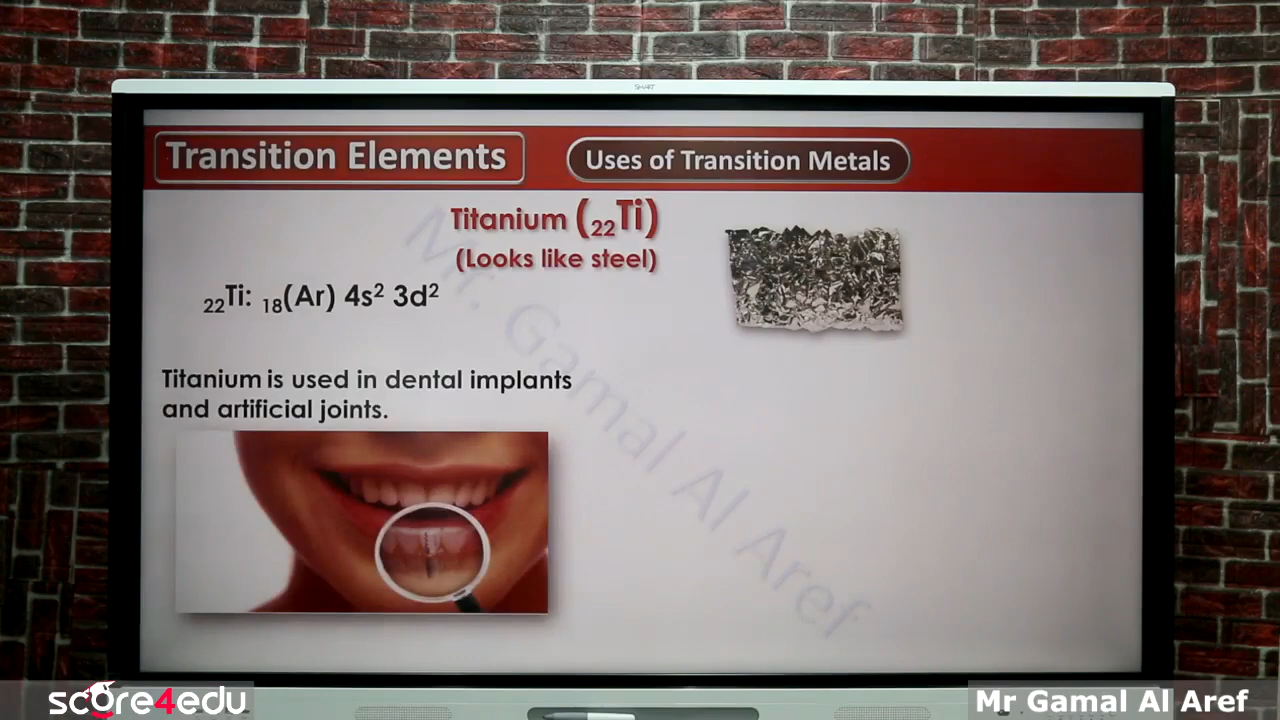 SMART
Transition Elements
Uses of Transition Metals
Titanium (₂₂Ti)
(Looks like steel)
₂₂Ti: ₁₈(Ar) 4s² 3d²
Titanium is used in dental implants
and artificial joints.
Mr. Gamal Al Aref
score4edu
Mr Gamal Al Aref